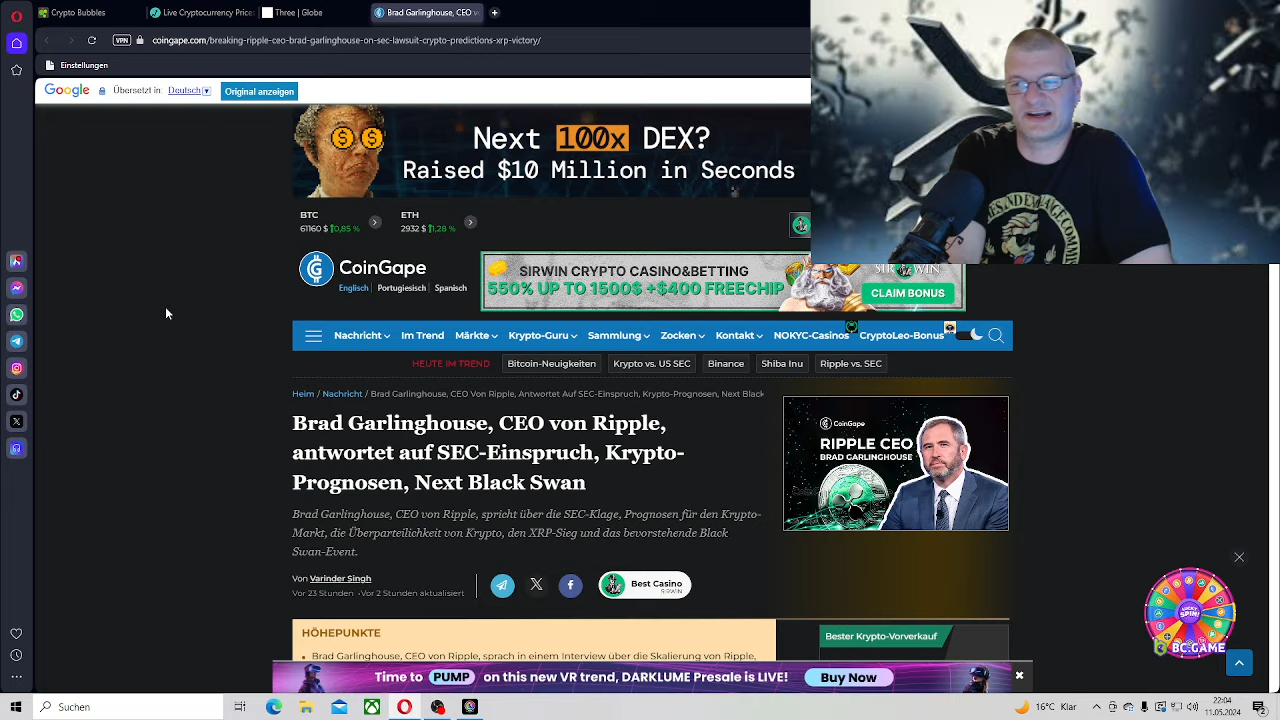 Crypto Bubbles
Live Cryptocurrency Price:
Three | Globe
Brad Garlinghouse, CEO v
VPN
coingape.com/breaking-ripple-ceo-brad-garlinghouse-on-sec-lawsuit-crypto-predictions-xrp-victory/
Einstellungen
Google
Übersetzt in: Deutsch
Original anzeigen
Next 100x DEX?
Raised $10 Million in Seconds
BTC
61160 $ 0,85 %
ETH
2932 $ 1,28 %
CoinGape
Englisch | Portugiesisch | Spanisch
SIRWIN CRYPTO CASINO&BETTING
550% UP TO 1500$ +$400 FREECHIP
SIRWIN
CLAIM BONUS
Nachricht
Im Trend
Märkte
Krypto-Guru
Sammlung
Zocken
Kontakt
NOKYC-Casinos
CryptoLeo-Bonus
HEUTE IM TREND
Bitcoin-Neuigkeiten
Krypto vs. US SEC
Binance
Shiba Inu
Ripple vs. SEC
Heim / Nachricht / Brad Garlinghouse, CEO Von Ripple, Antwortet Auf SEC-Einspruch, Krypto-Prognosen, Next Black
Brad Garlinghouse, CEO von Ripple,
antwortet auf SEC-Einspruch, Krypto-
Prognosen, Next Black Swan
Brad Garlinghouse, CEO von Ripple, spricht über die SEC-Klage, Prognosen für den Krypto-
Markt, die Überparteilichkeit von Krypto, den XRP-Sieg und das bevorstehende Black
Swan-Event.
Von Varinder Singh
Vor 23 Stunden • Vor 2 Stunden aktualisiert
Best Casino
SIRWIN
CoinGape
RIPPLE CEO
BRAD GARLINGHOUSE
LUCKY
SPIN!
BC.GAME
HÖHEPUNKTE
Brad Garlinghouse, CEO von Ripple, sprach in einem Interview über die Skalierung von Ripple,
Bester Krypto-Vorverkauf
Time to PUMP on this new VR trend, DARKLUME Presale is LIVE!
Buy Now
Suchen
16°C Klar
22:04
11.05.2024